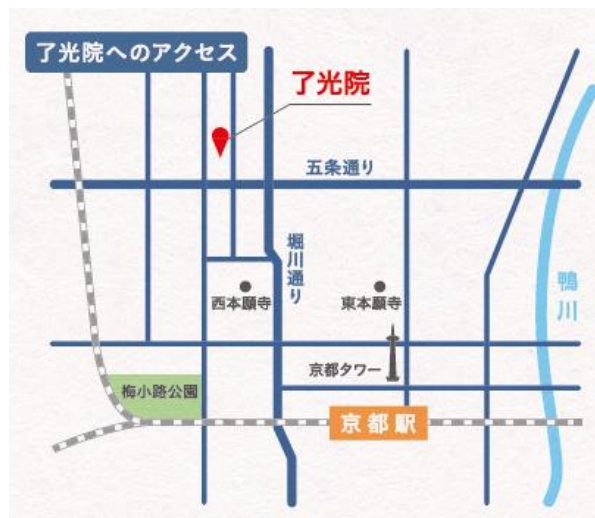 了光院へのアクセス
了光院
五条通り
堀川通り
西本願寺
東本願寺
鴨川
京都タワー
梅小路公園
京都駅